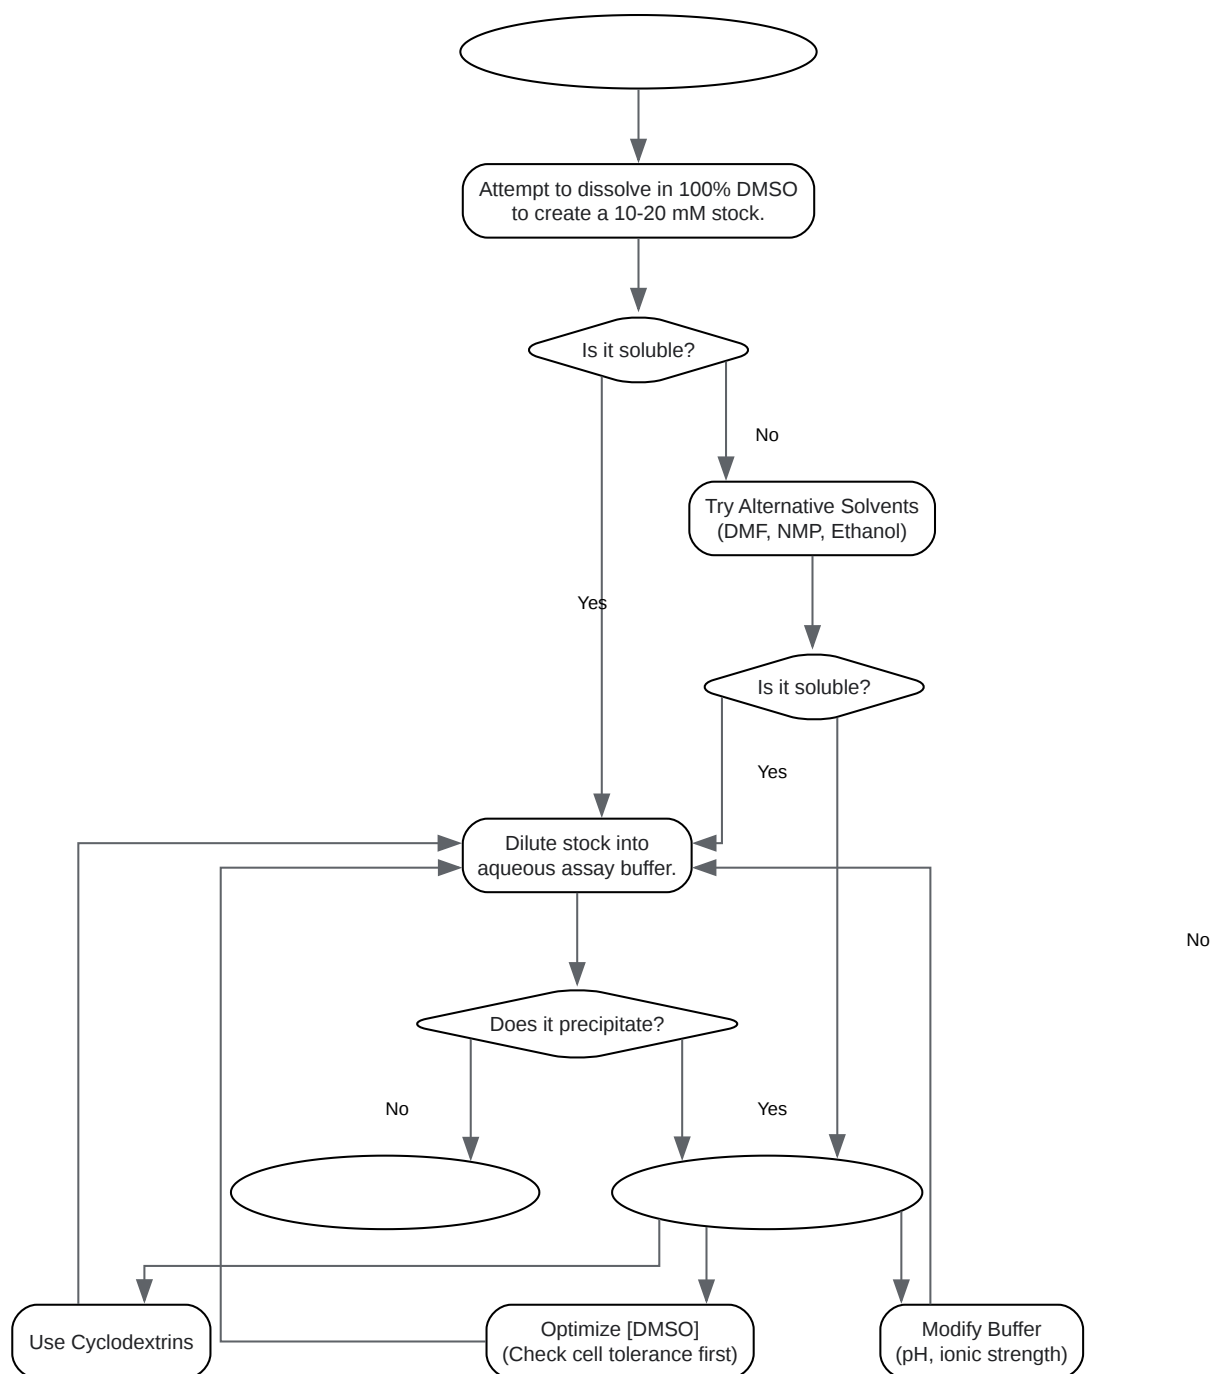 Attempt to dissolve in 100% DMSO
to create a 10-20 mM stock.
Is it soluble?
No
Try Alternative Solvents
(DMF, NMP, Ethanol)
Yes
Is it soluble?
Yes
Dilute stock into
aqueous assay buffer.
No
Does it precipitate?
No
Yes
Use Cyclodextrins
Optimize [DMSO]
(Check cell tolerance first)
Modify Buffer
(pH, ionic strength)